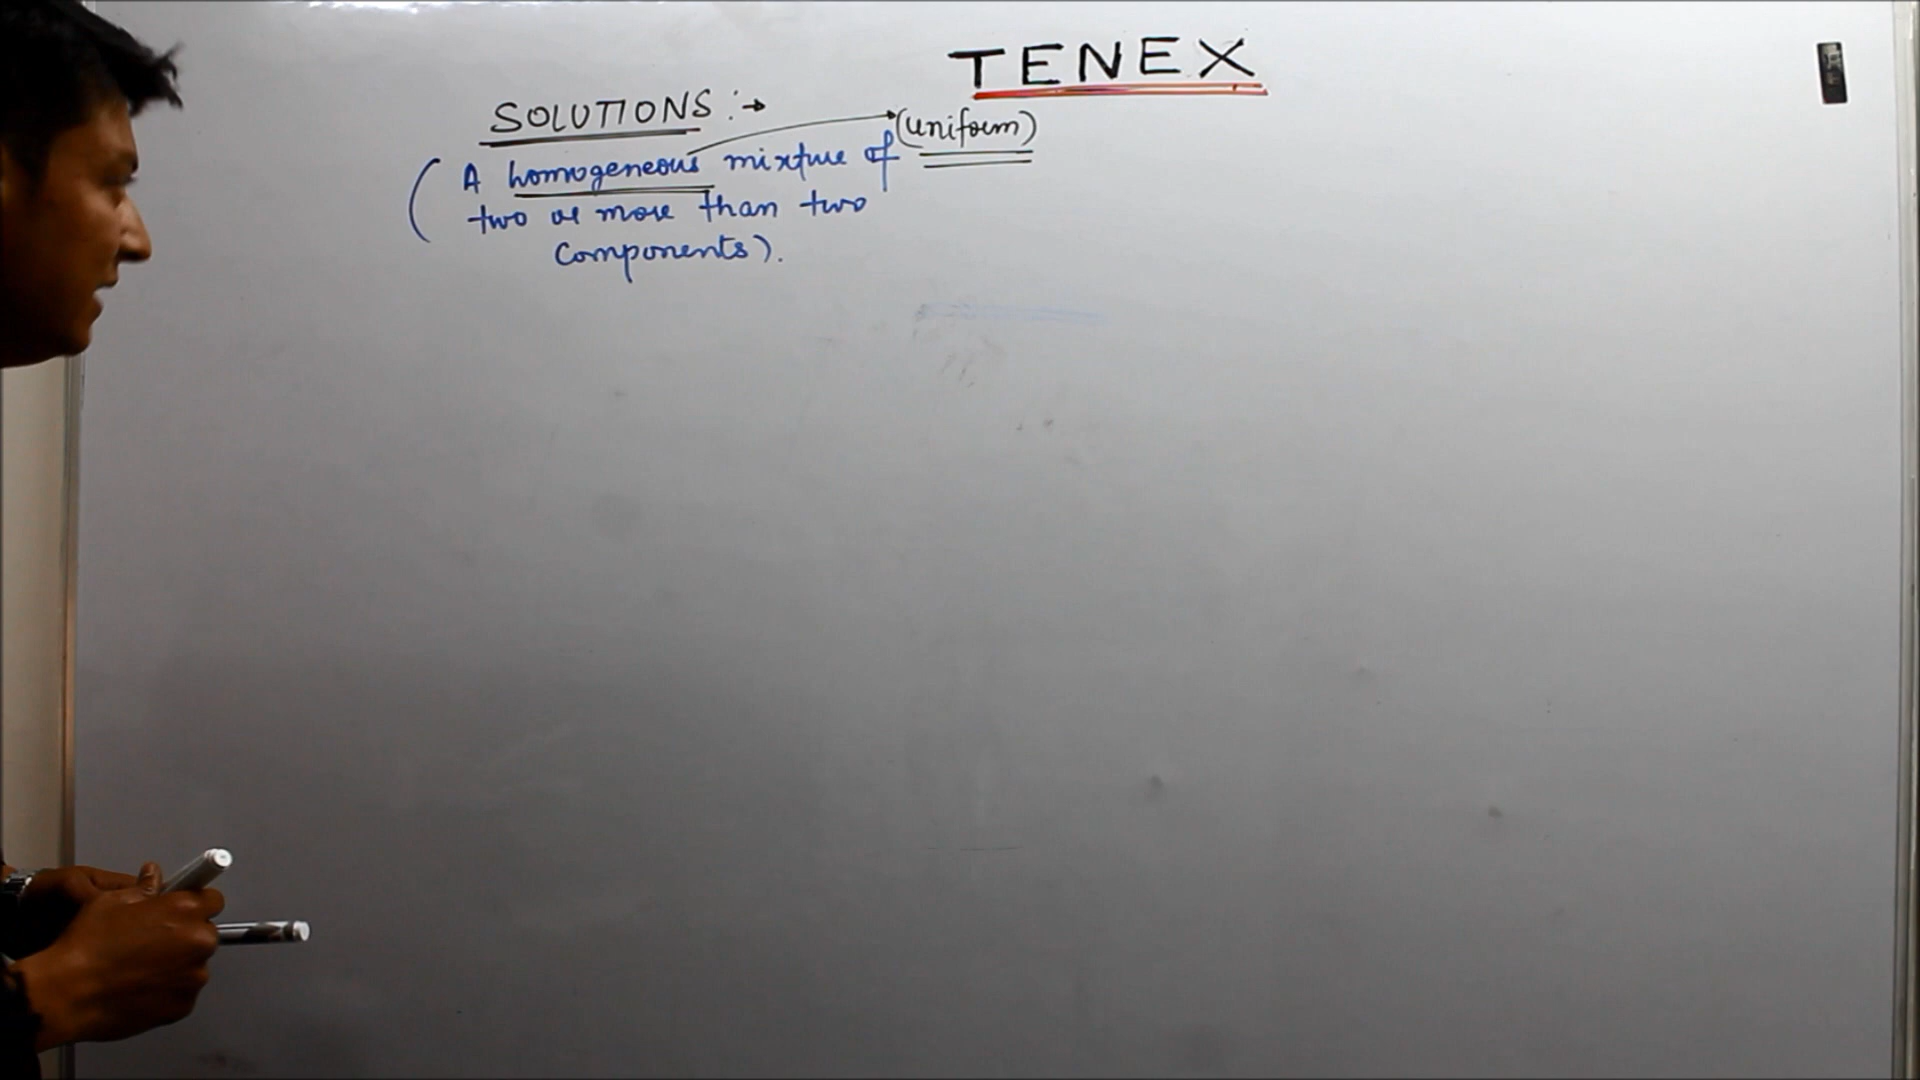 TENEX
SOLUTIONS :→
(uniform)
( A homogeneous mixture of
two or more than two
components).